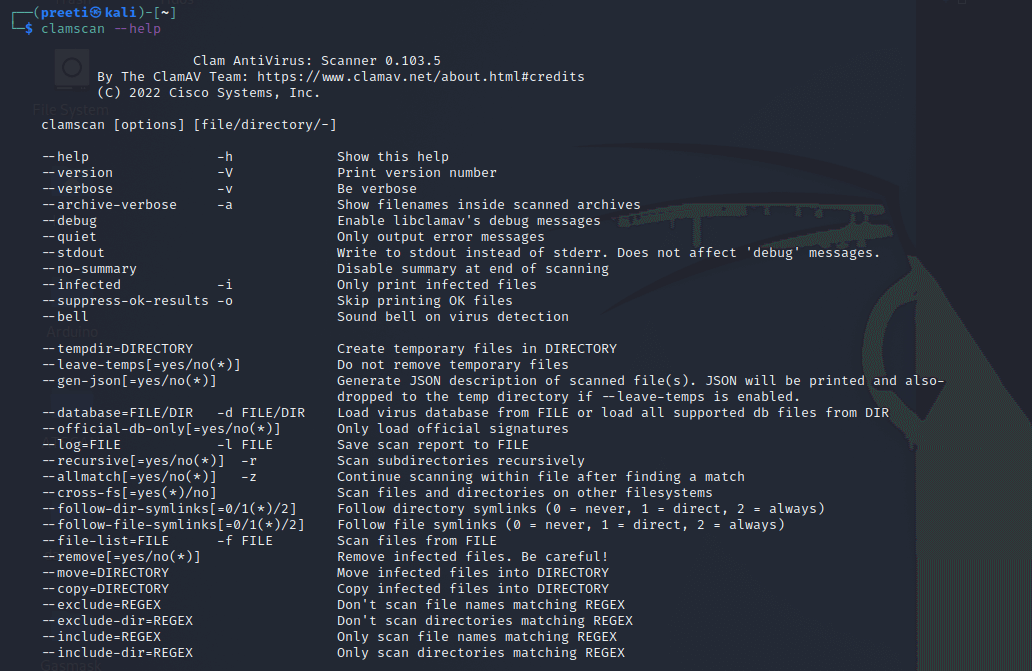 ┌──(preeti㉿kali)-[~]
└─$ clamscan --help
Clam AntiVirus: Scanner 0.103.5
By The ClamAV Team: https://www.clamav.net/about.html#credits
(C) 2022 Cisco Systems, Inc.
File System
clamscan [options] [file/directory/-]
--help -h Show this help
--version -V Print version number
--verbose -v Be verbose
--archive-verbose -a Show filenames inside scanned archives
--debug Enable libclamav's debug messages
--quiet Only output error messages
--stdout Write to stdout instead of stderr. Does not affect 'debug' messages.
--no-summary Disable summary at end of scanning
--infected -i Only print infected files
--suppress-ok-results -o Skip printing OK files
--bell Sound bell on virus detection
Arduino
--tempdir=DIRECTORY Create temporary files in DIRECTORY
--leave-temps[=yes/no(*)] Do not remove temporary files
--gen-json[=yes/no(*)] Generate JSON description of scanned file(s). JSON will be printed and also-
dropped to the temp directory if --leave-temps is enabled.
--database=FILE/DIR -d FILE/DIR Load virus database from FILE or load all supported db files from DIR
--official-db-only[=yes/no(*)] Only load official signatures
--log=FILE -l FILE Save scan report to FILE
--recursive[=yes/no(*)] -r Scan subdirectories recursively
--allmatch[=yes/no(*)] -z Continue scanning within file after finding a match
--cross-fs[=yes(*)/no] Scan files and directories on other filesystems
--follow-dir-symlinks[=0/1(*)/2] Follow directory symlinks (0 = never, 1 = direct, 2 = always)
--follow-file-symlinks[=0/1(*)/2] Follow file symlinks (0 = never, 1 = direct, 2 = always)
--file-list=FILE -f FILE Scan files from FILE
--remove[=yes/no(*)] Remove infected files. Be careful!
--move=DIRECTORY Move infected files into DIRECTORY
--copy=DIRECTORY Copy infected files into DIRECTORY
--exclude=REGEX Don't scan file names matching REGEX
--exclude-dir=REGEX Don't scan directories matching REGEX
--include=REGEX Only scan file names matching REGEX
--include-dir=REGEX Only scan directories matching REGEX